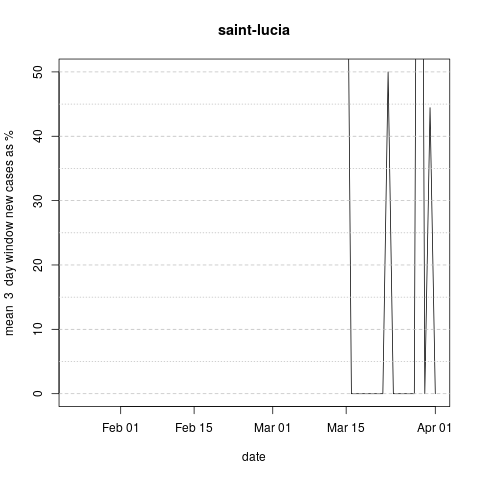 saint-lucia
mean 3 day window new cases as %
50
40
30
20
10
0
Feb 01
Feb 15
Mar 01
Mar 15
Apr 01
date